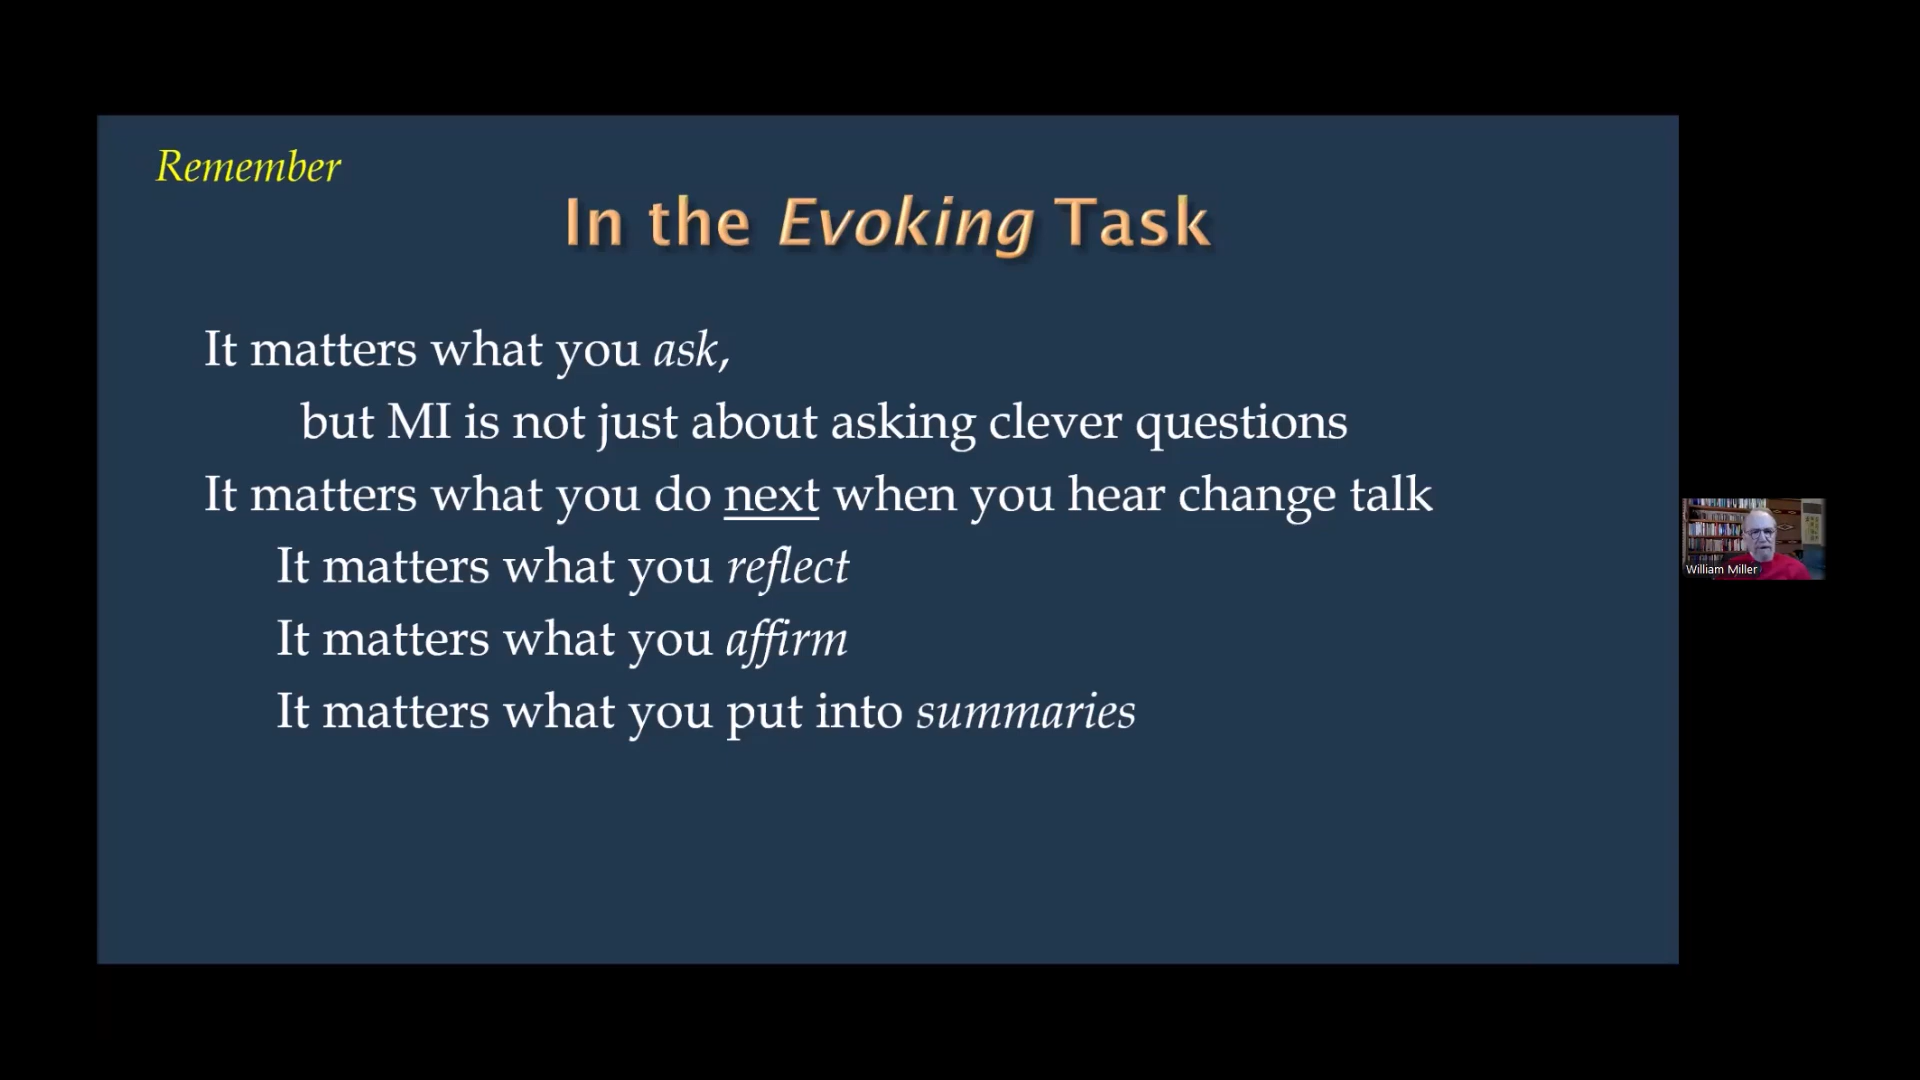 Remember
In the Evoking Task
It matters what you ask,
but MI is not just about asking clever questions
It matters what you do next when you hear change talk
It matters what you reflect
It matters what you affirm
It matters what you put into summaries
William Miller